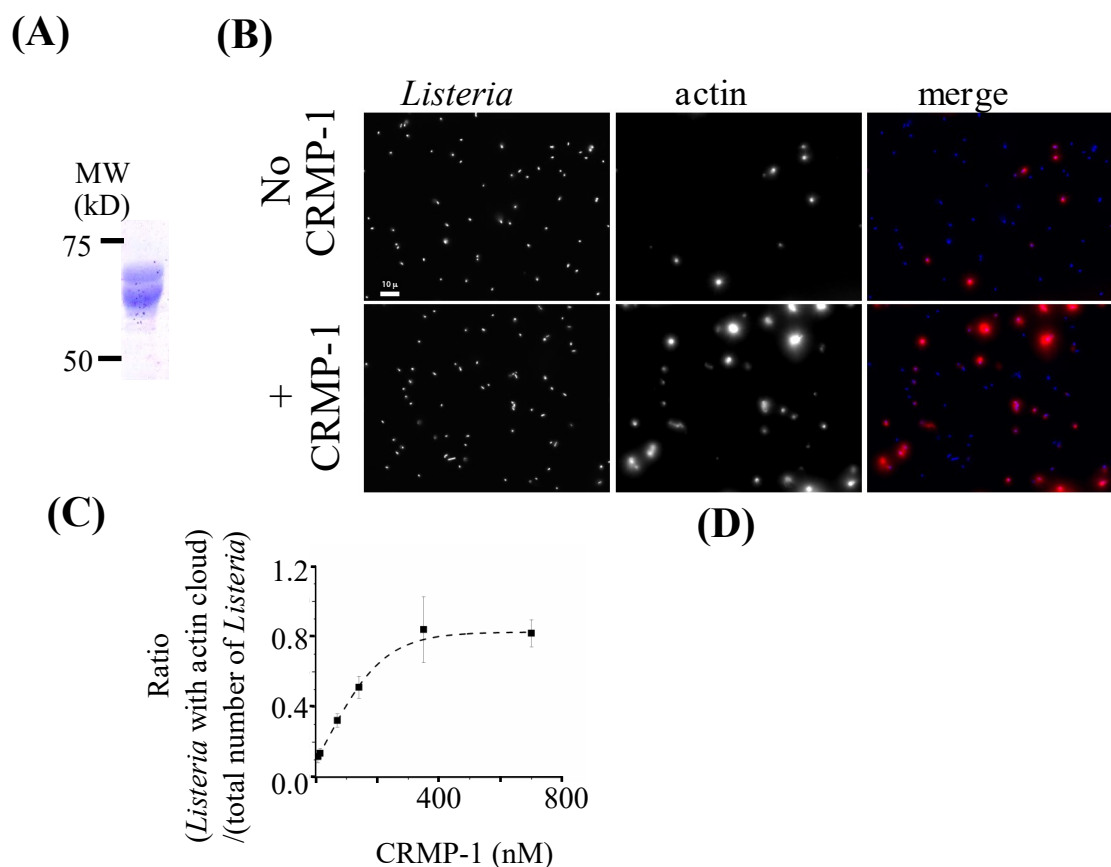 (A)
(B)
Listeria
actin
merge
No
CRMP-1
MW
(kD)
75
50
10 µ
+
CRMP-1
(C)
(D)
Ratio
(Listeria with actin cloud)
/(total number of Listeria)
1.2
0.8
0.4
0.0
400
800
CRMP-1 (nM)